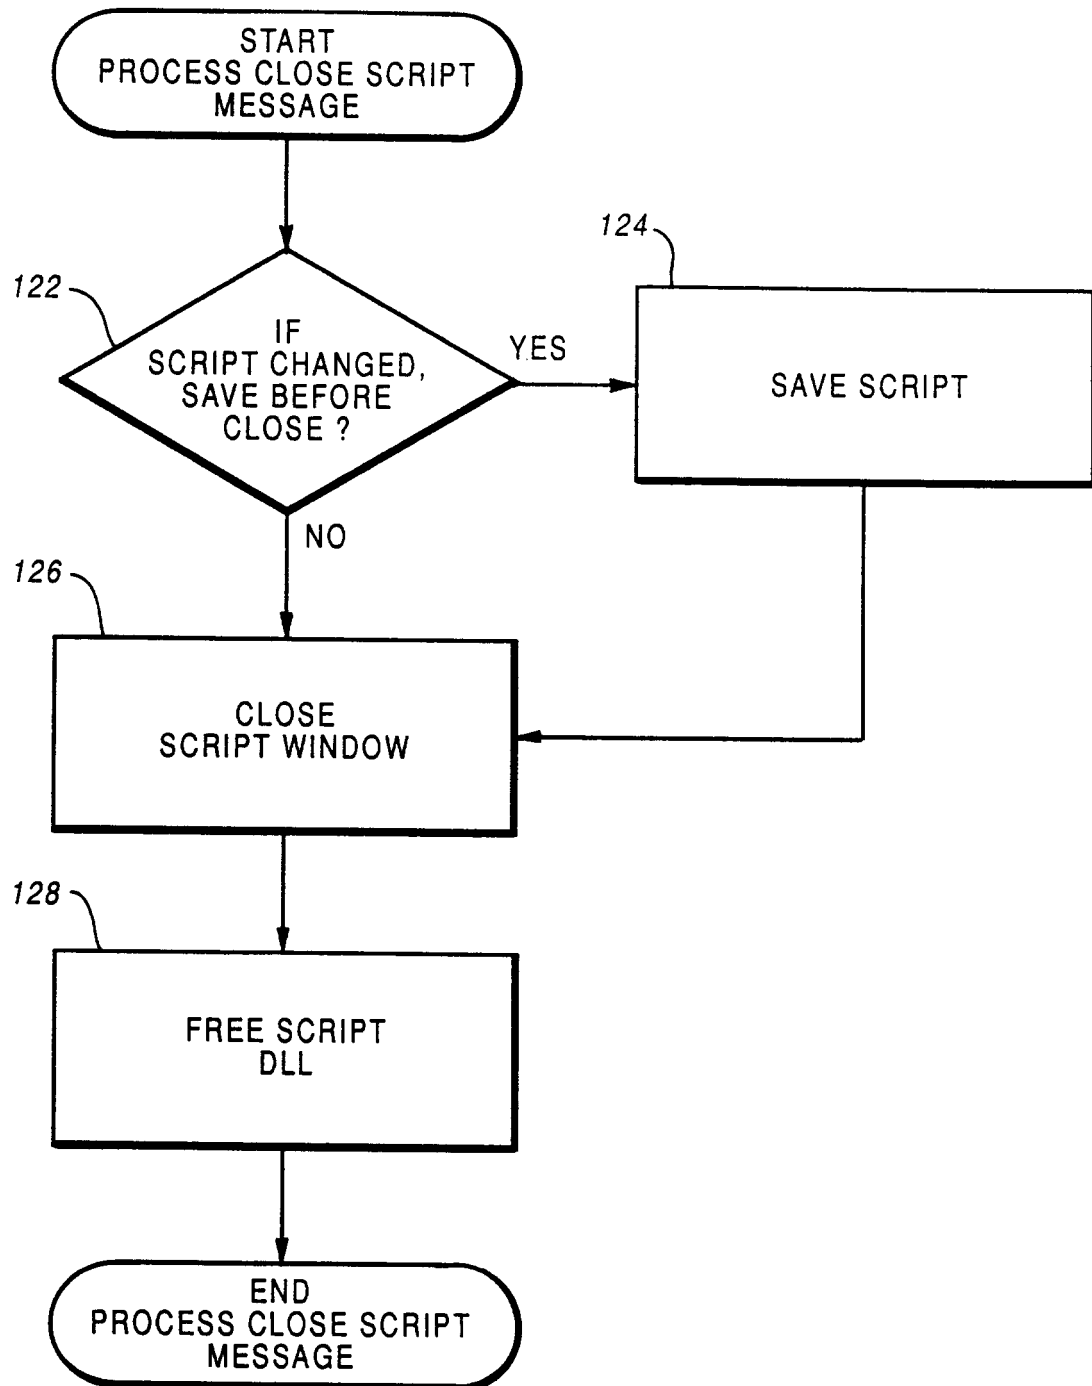 START
PROCESS CLOSE SCRIPT
MESSAGE
122
IF
SCRIPT CHANGED,
SAVE BEFORE
CLOSE ?
YES
124
SAVE SCRIPT
NO
126
CLOSE
SCRIPT WINDOW
128
FREE SCRIPT
DLL
END
PROCESS CLOSE SCRIPT
MESSAGE